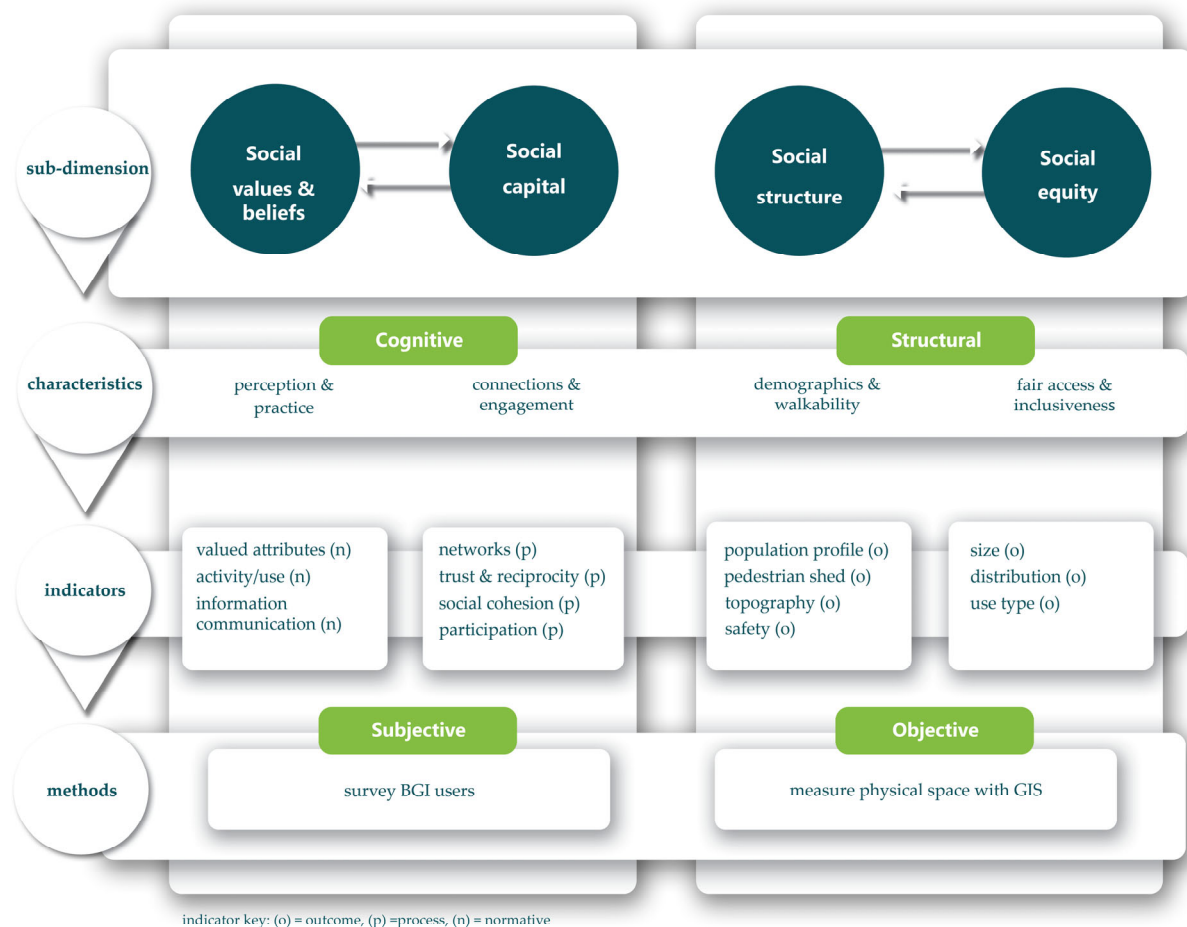 sub-dimension
Social
values &
beliefs
Social
capital
Social
structure
Social
equity
Cognitive
Structural
characteristics
perception &
practice
connections &
engagement
demographics &
walkability
fair access &
inclusiveness
indicators
valued attributes (n)
activity/use (n)
information
communication (n)
networks (p)
trust & reciprocity (p)
social cohesion (p)
participation (p)
population profile (o)
pedestrian shed (o)
topography (o)
safety (o)
size (o)
distribution (o)
use type (o)
Subjective
Objective
methods
survey BGI users
measure physical space with GIS
indicator key: (o) = outcome, (p) =process, (n) = normative